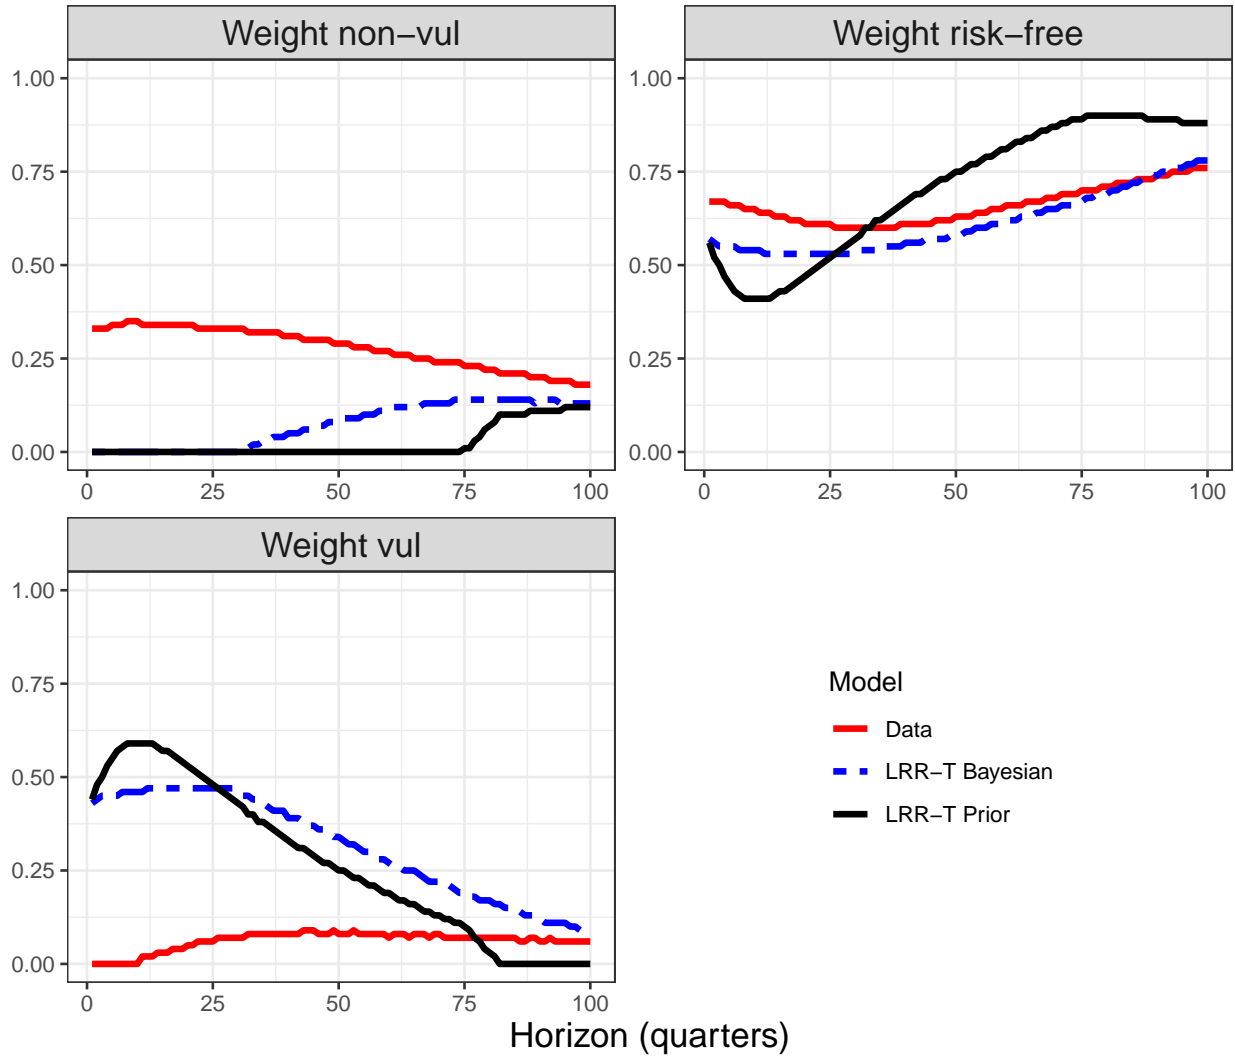 Weight non−vul
Weight risk−free
1.00
0.75
0.50
0.25
0.00
0 25 50 75 100
1.00
0.75
0.50
0.25
0.00
0 25 50 75 100
Weight vul
1.00
0.75
0.50
0.25
0.00
0 25 50 75 100
Model
Data
LRR−T Bayesian
LRR−T Prior
Horizon (quarters)